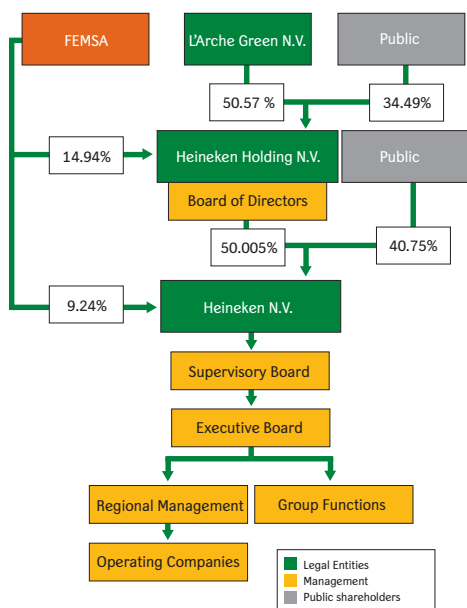 FEMSA
L'Arche Green N.V.
Public
50.57 %
34.49%
14.94%
Heineken Holding N.V.
Public
Board of Directors
50.005%
40.75%
9.24%
Heineken N.V.
Supervisory Board
Executive Board
Regional Management
Group Functions
Operating Companies
Legal Entities
Management
Public shareholders